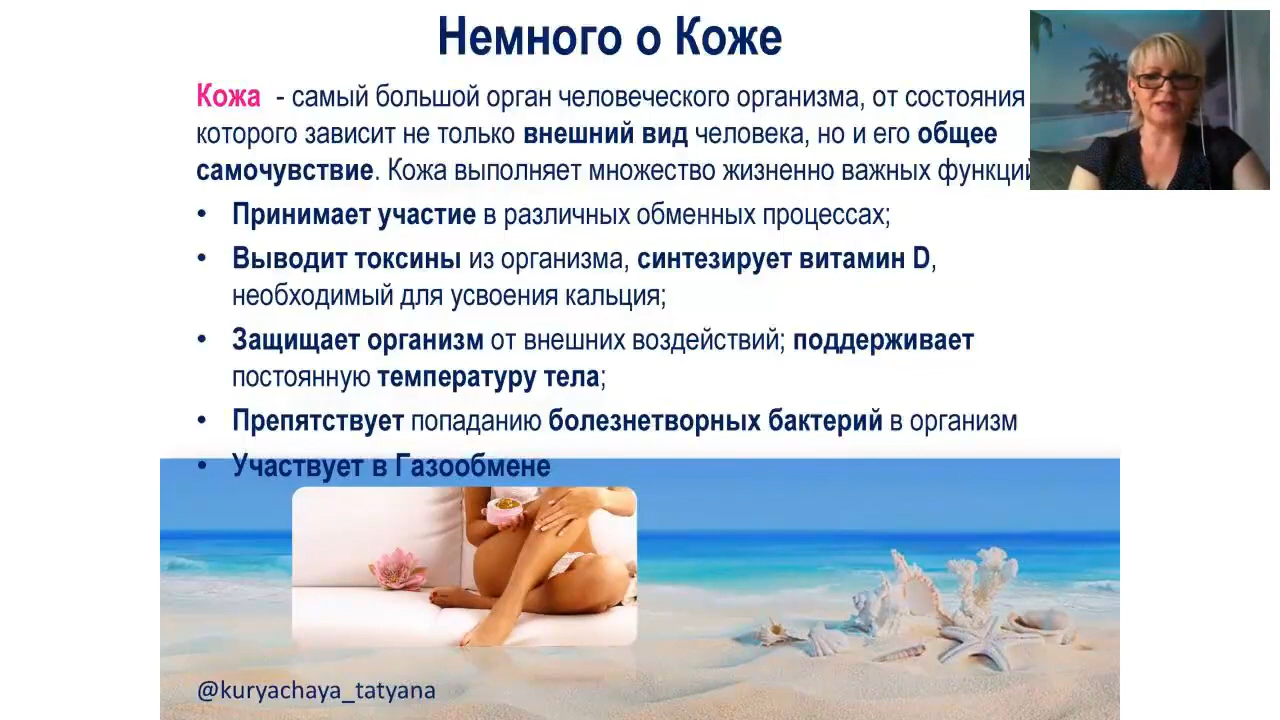 Немного о Коже
Кожа - самый большой орган человеческого организма, от состояния
которого зависит не только внешний вид человека, но и его общее
самочувствие. Кожа выполняет множество жизненно важных функций
• Принимает участие в различных обменных процессах;
• Выводит токсины из организма, синтезирует витамин D,
необходимый для усвоения кальция;
• Защищает организм от внешних воздействий; поддерживает
постоянную температуру тела;
• Препятствует попаданию болезнетворных бактерий в организм
• Участвует в Газообмене
@kuryachaya_tatyana